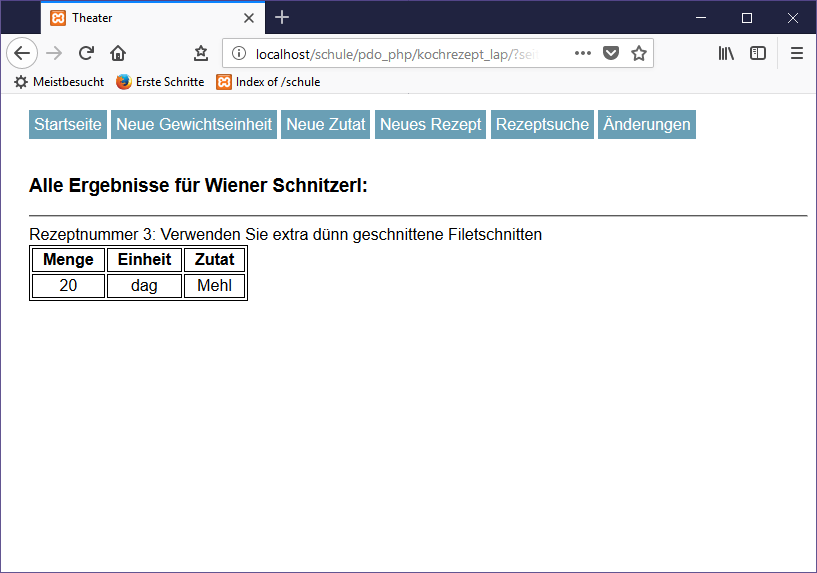 Theater
localhost/schule/pdo_php/kochrezept_lap/?sei
Meistbesucht Erste Schritte Index of /schule
Startseite Neue Gewichtseinheit Neue Zutat Neues Rezept Rezeptsuche Änderungen
Alle Ergebnisse für Wiener Schnitzerl:
Rezeptnummer 3: Verwenden Sie extra dünn geschnittene Filetschnitten
Menge Einheit Zutat
20 dag Mehl